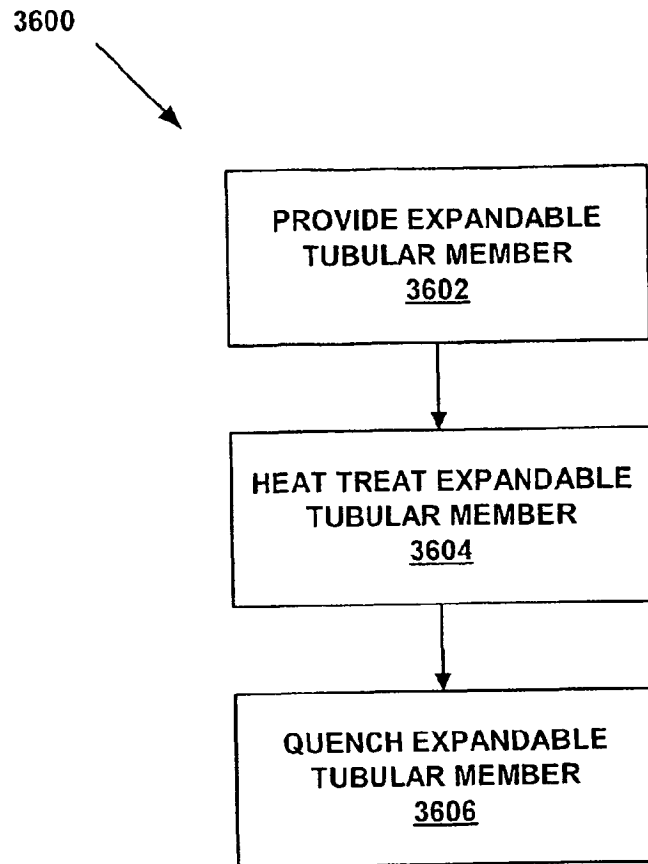 3600
PROVIDE EXPANDABLE
TUBULAR MEMBER
3602
HEAT TREAT EXPANDABLE
TUBULAR MEMBER
3604
QUENCH EXPANDABLE
TUBULAR MEMBER
3606